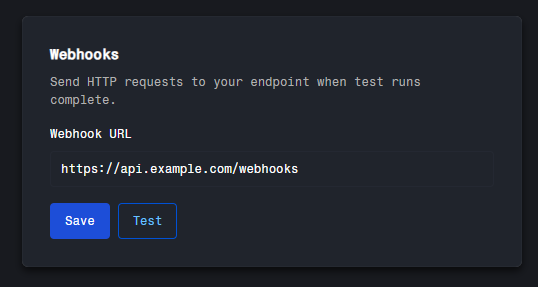 Webhooks
Send HTTP requests to your endpoint when test runs
complete.
Webhook URL
https://api.example.com/webhooks
Save Test